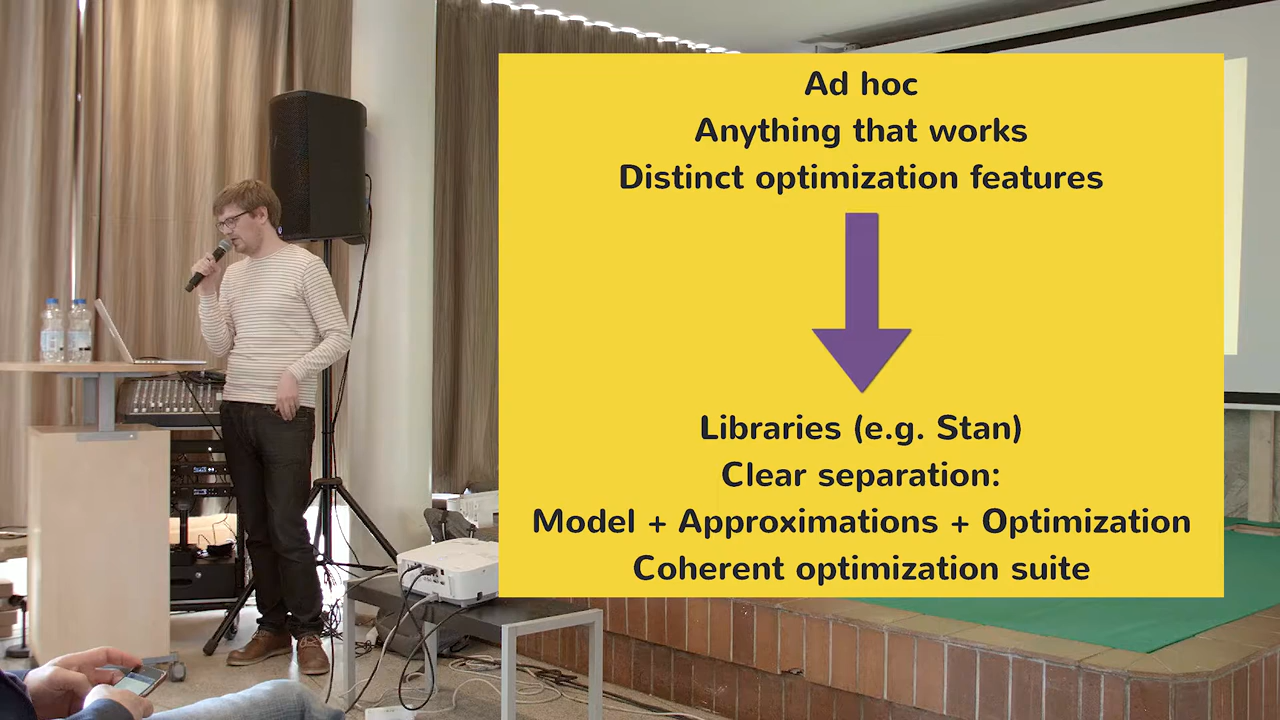 Ad hoc
Anything that works
Distinct optimization features
Libraries (e.g. Stan)
Clear separation:
Model + Approximations + Optimization
Coherent optimization suite